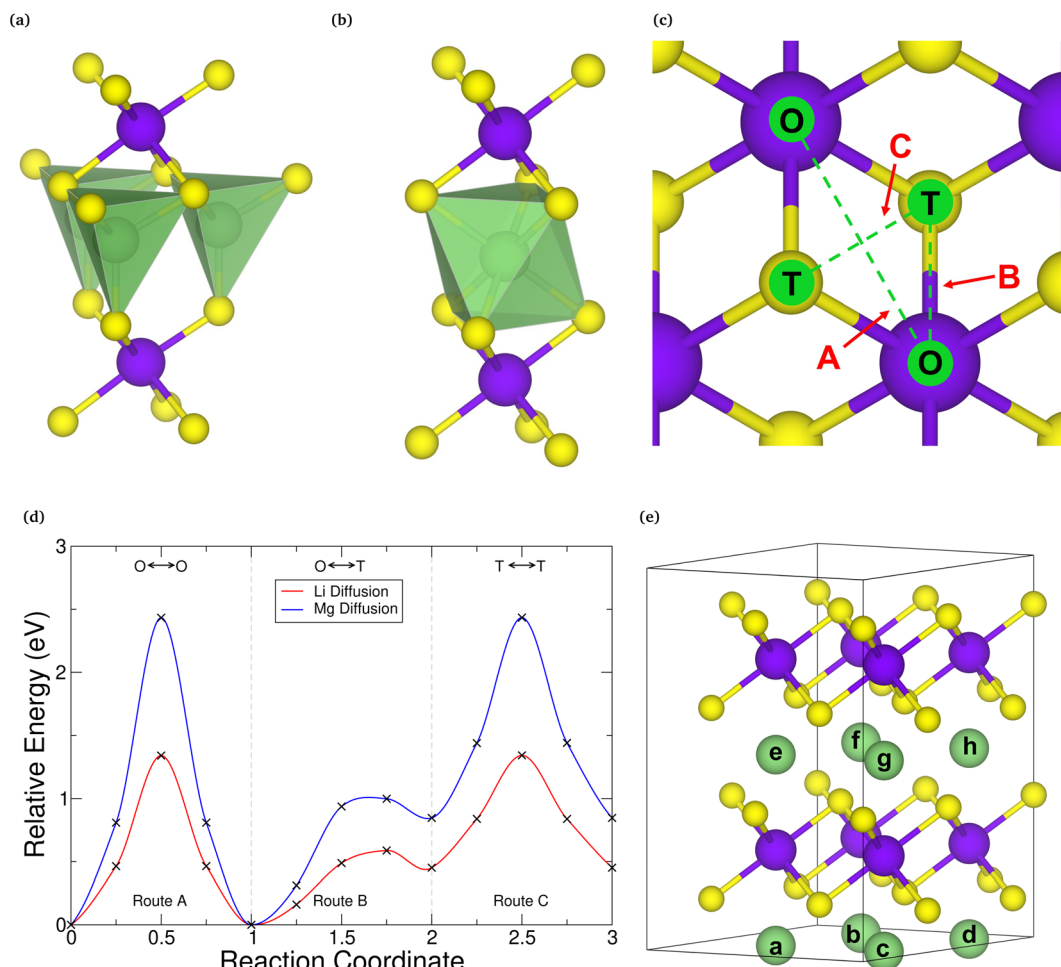 (a)
(b)
(c)
O
C
T
T
B
A
O
(d)
(e)
3
2
1
0
Relative Energy (eV)
O⟷O
O⟷T
T⟷T
Li Diffusion
Mg Diffusion
Route A
Route B
Route C
0
0.5
1
1.5
2
2.5
3
Reaction Coordinate
e
f
g
h
a
b
c
d